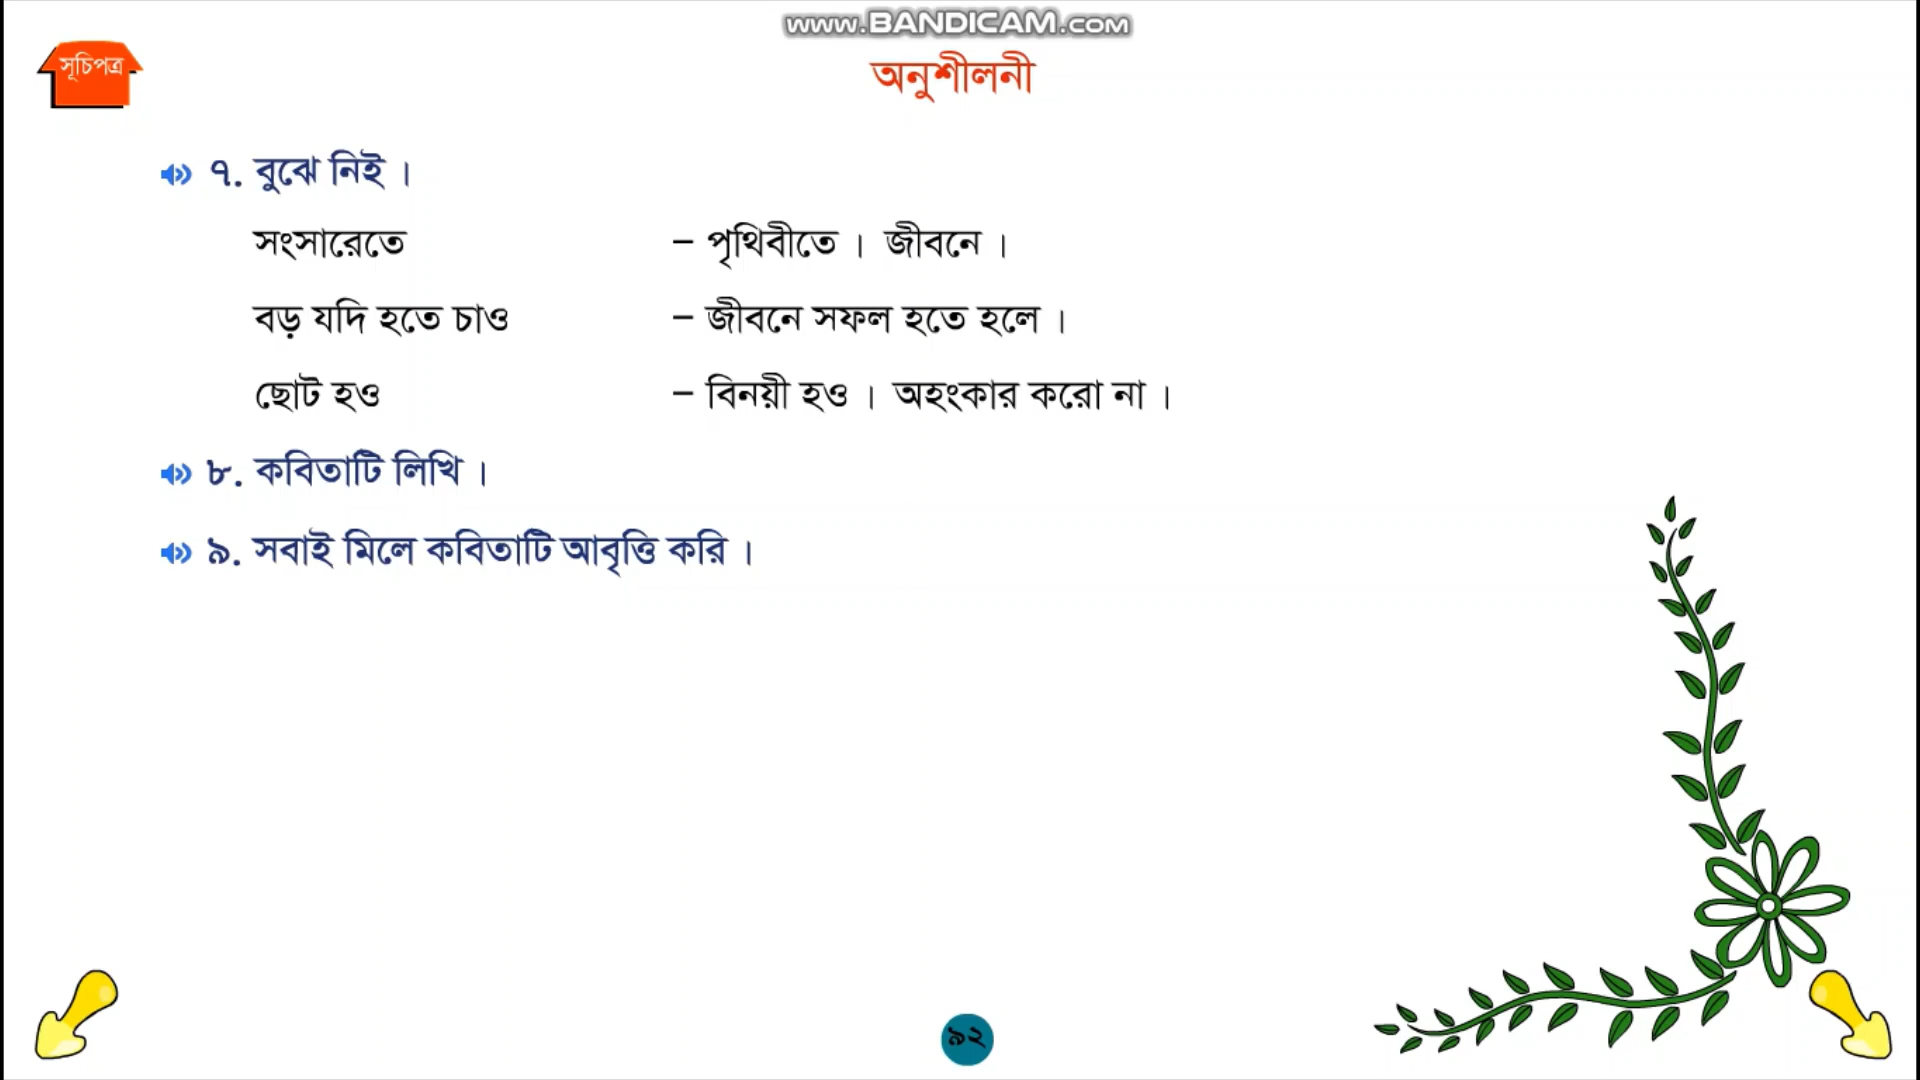 www.BANDICAM.com
সূচিপত্র
অনুশীলনী
৭. বুঝে নিই ।
সংসারেতে – পৃথিবীতে । জীবনে ।
বড় যদি হতে চাও – জীবনে সফল হতে হলে ।
ছোট হও – বিনয়ী হও । অহংকার করো না ।
৮. কবিতাটি লিখি ।
৯. সবাই মিলে কবিতাটি আবৃত্তি করি ।
৯২